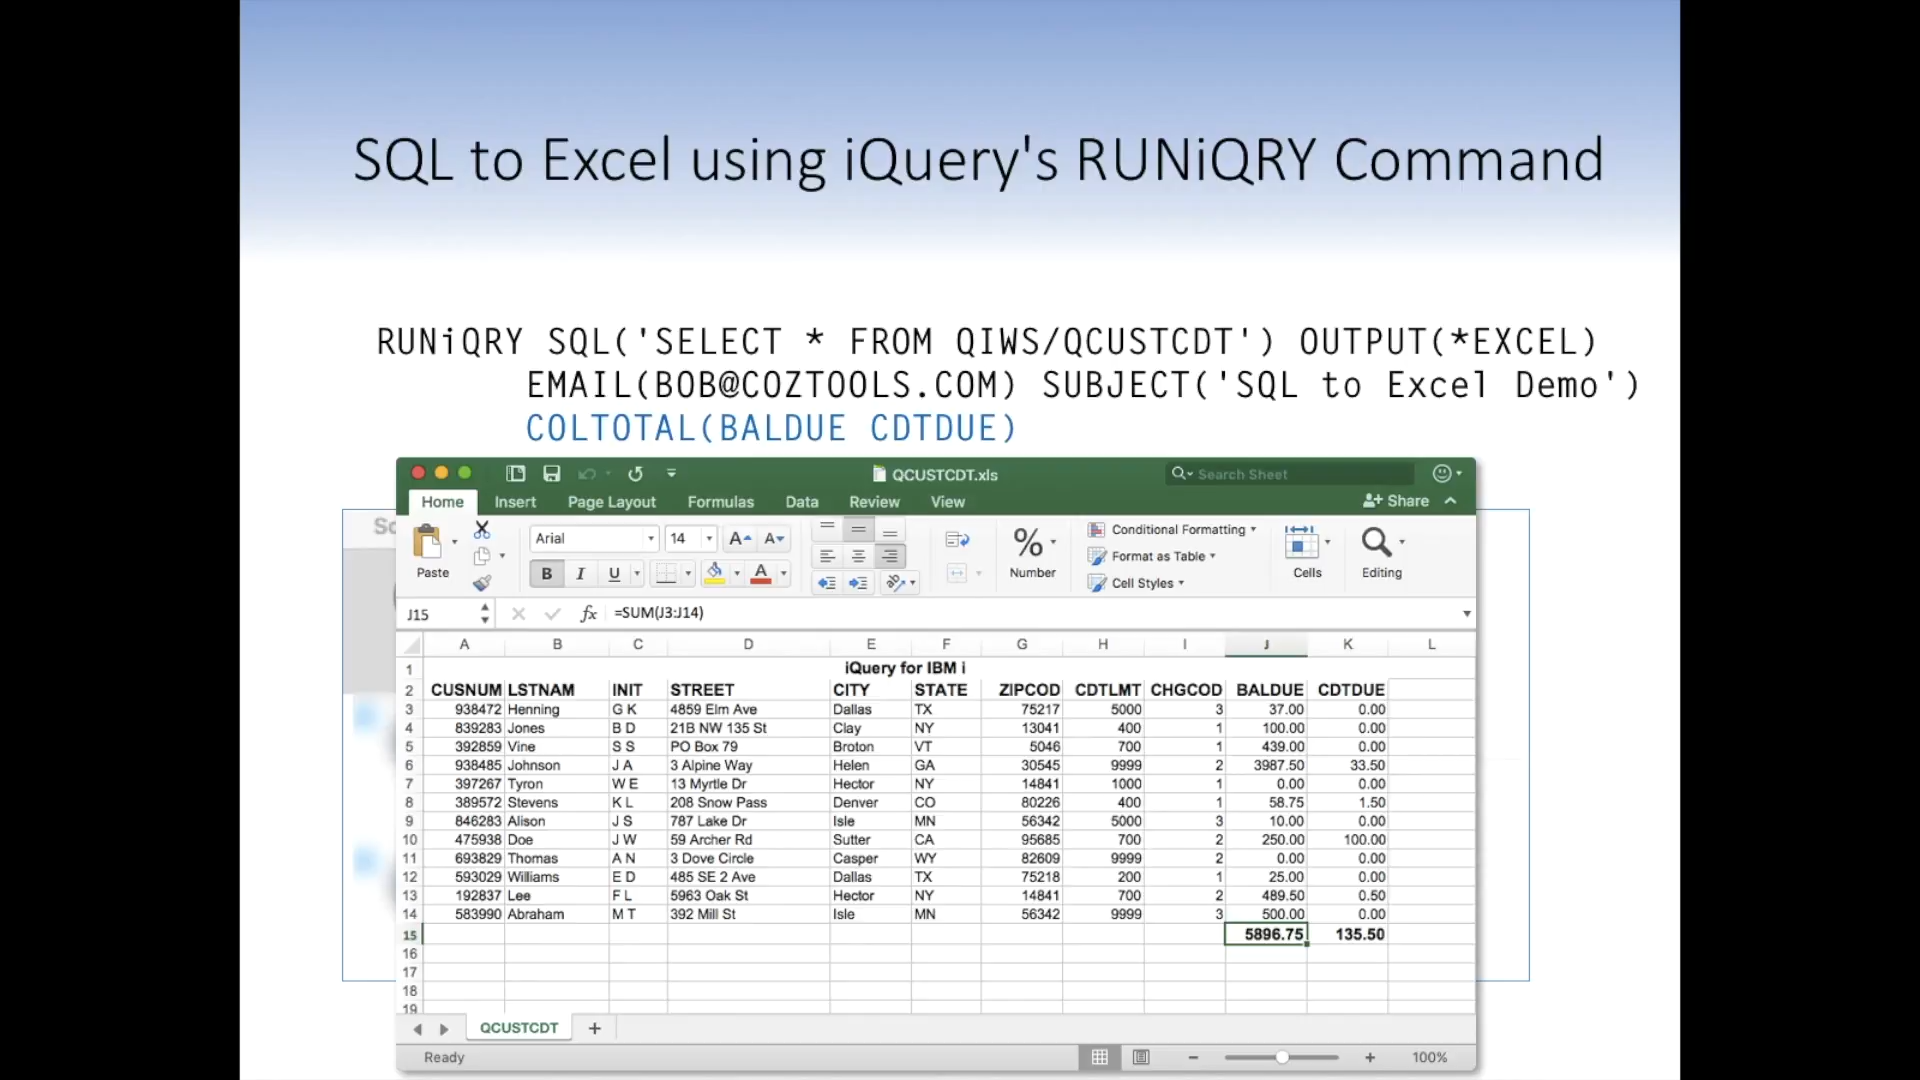 SQL to Excel using iQuery's RUNiQRY Command
RUNiQRY SQL('SELECT * FROM QIWS/QCUSTCDT') OUTPUT(*EXCEL)
EMAIL(BOB@COZTOOLS.COM) SUBJECT('SQL to Excel Demo')
COLTOTAL(BALDUE CDTDUE)
QCUSTCDT.xls Search Sheet
Home Insert Page Layout Formulas Data Review View Share
Paste Arial 14 A A Number Conditional Formatting Cells Editing
Format as Table
B I U A Cell Styles
J15 fx =SUM(J3:J14)
A B C D E F G H I J K L
1 iQuery for IBM i
2 CUSNUM LSTNAM INIT STREET CITY STATE ZIPCOD CDTLMT CHGCOD BALDUE CDTDUE
3 938472 Henning G K 4859 Elm Ave Dallas TX 75217 5000 3 37.00 0.00
4 839283 Jones B D 21B NW 135 St Clay NY 13041 400 1 100.00 0.00
5 392859 Vine S S PO Box 79 Broton VT 5046 700 1 439.00 0.00
6 938485 Johnson J A 3 Alpine Way Helen GA 30545 9999 2 3987.50 33.50
7 397267 Tyron W E 13 Myrtle Dr Hector NY 14841 1000 1 0.00 0.00
8 389572 Stevens K L 208 Snow Pass Denver CO 80226 400 1 58.75 1.50
9 846283 Alison J S 787 Lake Dr Isle MN 56342 5000 3 10.00 0.00
10 475938 Doe J W 59 Archer Rd Sutter CA 95685 700 2 250.00 100.00
11 693829 Thomas A N 3 Dove Circle Casper WY 82609 9999 2 0.00 0.00
12 593029 Williams E D 485 SE 2 Ave Dallas TX 75218 200 1 25.00 0.00
13 192837 Lee F L 5963 Oak St Hector NY 14841 700 2 489.50 0.50
14 583990 Abraham M T 392 Mill St Isle MN 56342 9999 3 500.00 0.00
15 5896.75 135.50
16
17
18
19
QCUSTCDT +
Ready 100%